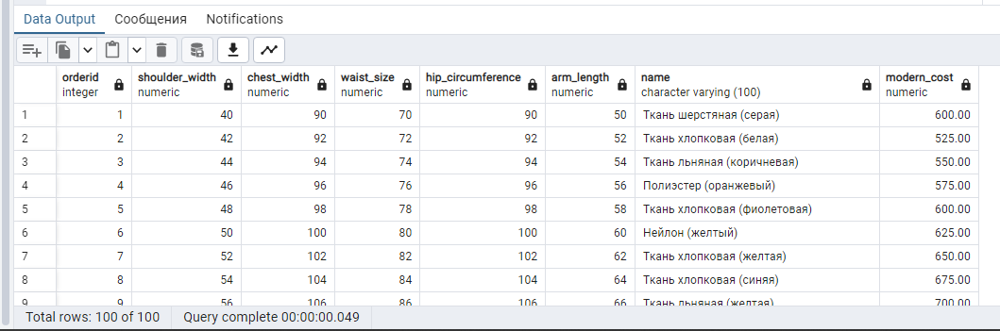 Data Output Сообщения Notifications
orderid shoulder_width chest_width waist_size hip_circumference arm_length name modern_cost
integer numeric numeric numeric numeric numeric character varying (100) numeric
1 1 40 90 70 90 50 Ткань шерстяная (серая) 600.00
2 2 42 92 72 92 52 Ткань хлопковая (белая) 525.00
3 3 44 94 74 94 54 Ткань льняная (коричневая) 550.00
4 4 46 96 76 96 56 Полиэстер (оранжевый) 575.00
5 5 48 98 78 98 58 Ткань хлопковая (фиолетовая) 600.00
6 6 50 100 80 100 60 Нейлон (желтый) 625.00
7 7 52 102 82 102 62 Ткань хлопковая (желтая) 650.00
8 8 54 104 84 104 64 Ткань хлопковая (синяя) 675.00
9 9 56 106 86 106 66 Ткань льняная (желтая) 700.00
Total rows: 100 of 100 Query complete 00:00:00.049